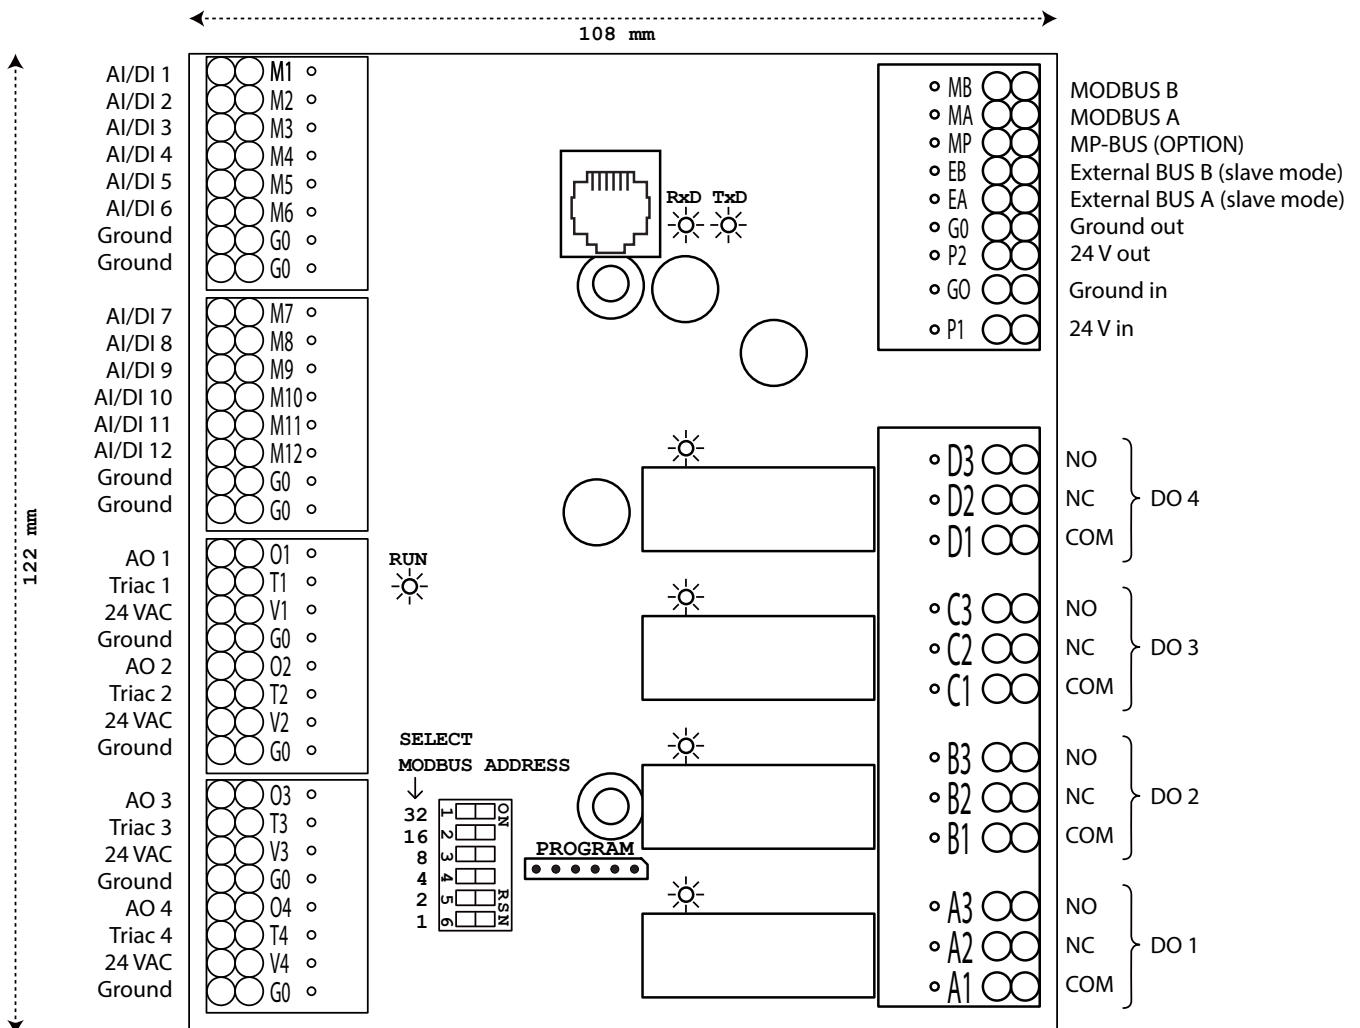 108 mm
122 mm
AI/DI 1 M1
AI/DI 2 M2
AI/DI 3 M3
AI/DI 4 M4
AI/DI 5 M5
AI/DI 6 M6
Ground G0
Ground G0
AI/DI 7 M7
AI/DI 8 M8
AI/DI 9 M9
AI/DI 10 M10
AI/DI 11 M11
AI/DI 12 M12
Ground G0
Ground G0
AO 1 O1
Triac 1 T1
24 VAC V1
Ground G0
AO 2 O2
Triac 2 T2
24 VAC V2
Ground G0
AO 3 O3
Triac 3 T3
24 VAC V3
Ground G0
AO 4 O4
Triac 4 T4
24 VAC V4
Ground G0
RxD TxD
RUN
SELECT
MODBUS ADDRESS
32 1 ON
16 2
8 3
4 4
2 5
1 6
RSN
PROGRAM
MB MODBUS B
MA MODBUS A
MP MP-BUS (OPTION)
EB External BUS B (slave mode)
EA External BUS A (slave mode)
G0 Ground out
P2 24 V out
GO Ground in
P1 24 V in
D3 NO
D2 NC DO 4
D1 COM
C3 NO
C2 NC DO 3
C1 COM
B3 NO
B2 NC DO 2
B1 COM
A3 NO
A2 NC DO 1
A1 COM